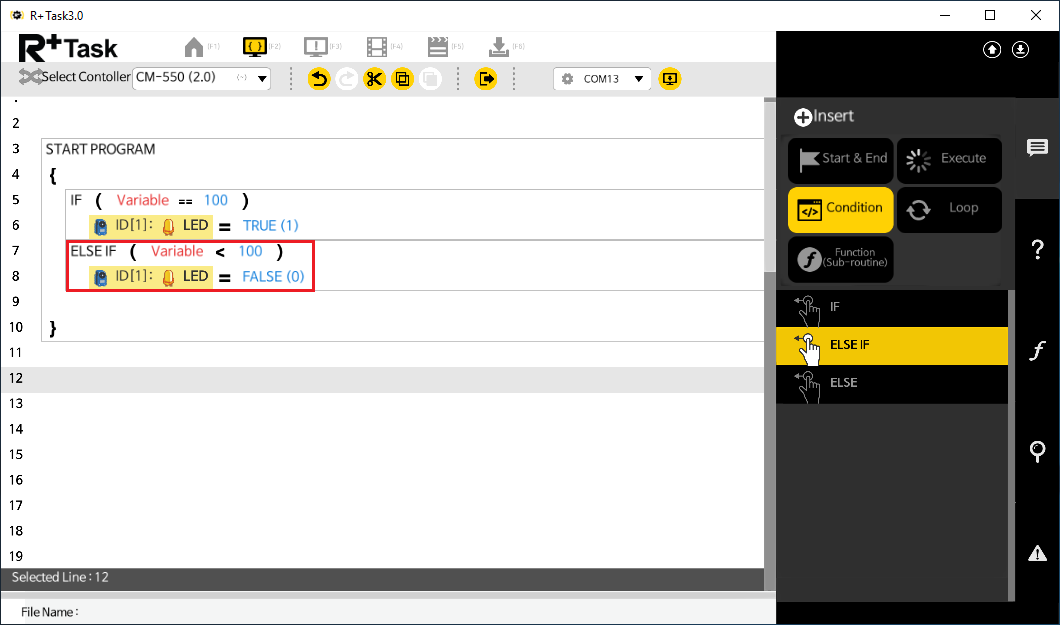 R+ Task3.0
R+Task
(F1)
(F2)
(F3)
(F4)
(F5)
(F6)
Select Contoller
CM-550 (2.0)
COM13
2
3 START PROGRAM
4 {
5 IF ( Variable == 100 )
6 ID[1]: LED = TRUE (1)
7 ELSE IF ( Variable < 100 )
8 ID[1]: LED = FALSE (0)
9
10 }
11
12
13
14
15
16
17
18
19
Selected Line : 12
File Name :
Insert
Start & End
Execute
Condition
Loop
Function
(Sub-routine)
IF
ELSE IF
ELSE